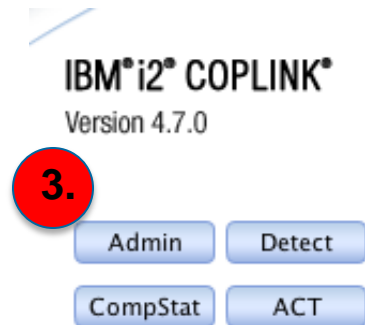 IBM® i2® COPLINK®
Version 4.7.0
3.
Admin Detect
CompStat ACT